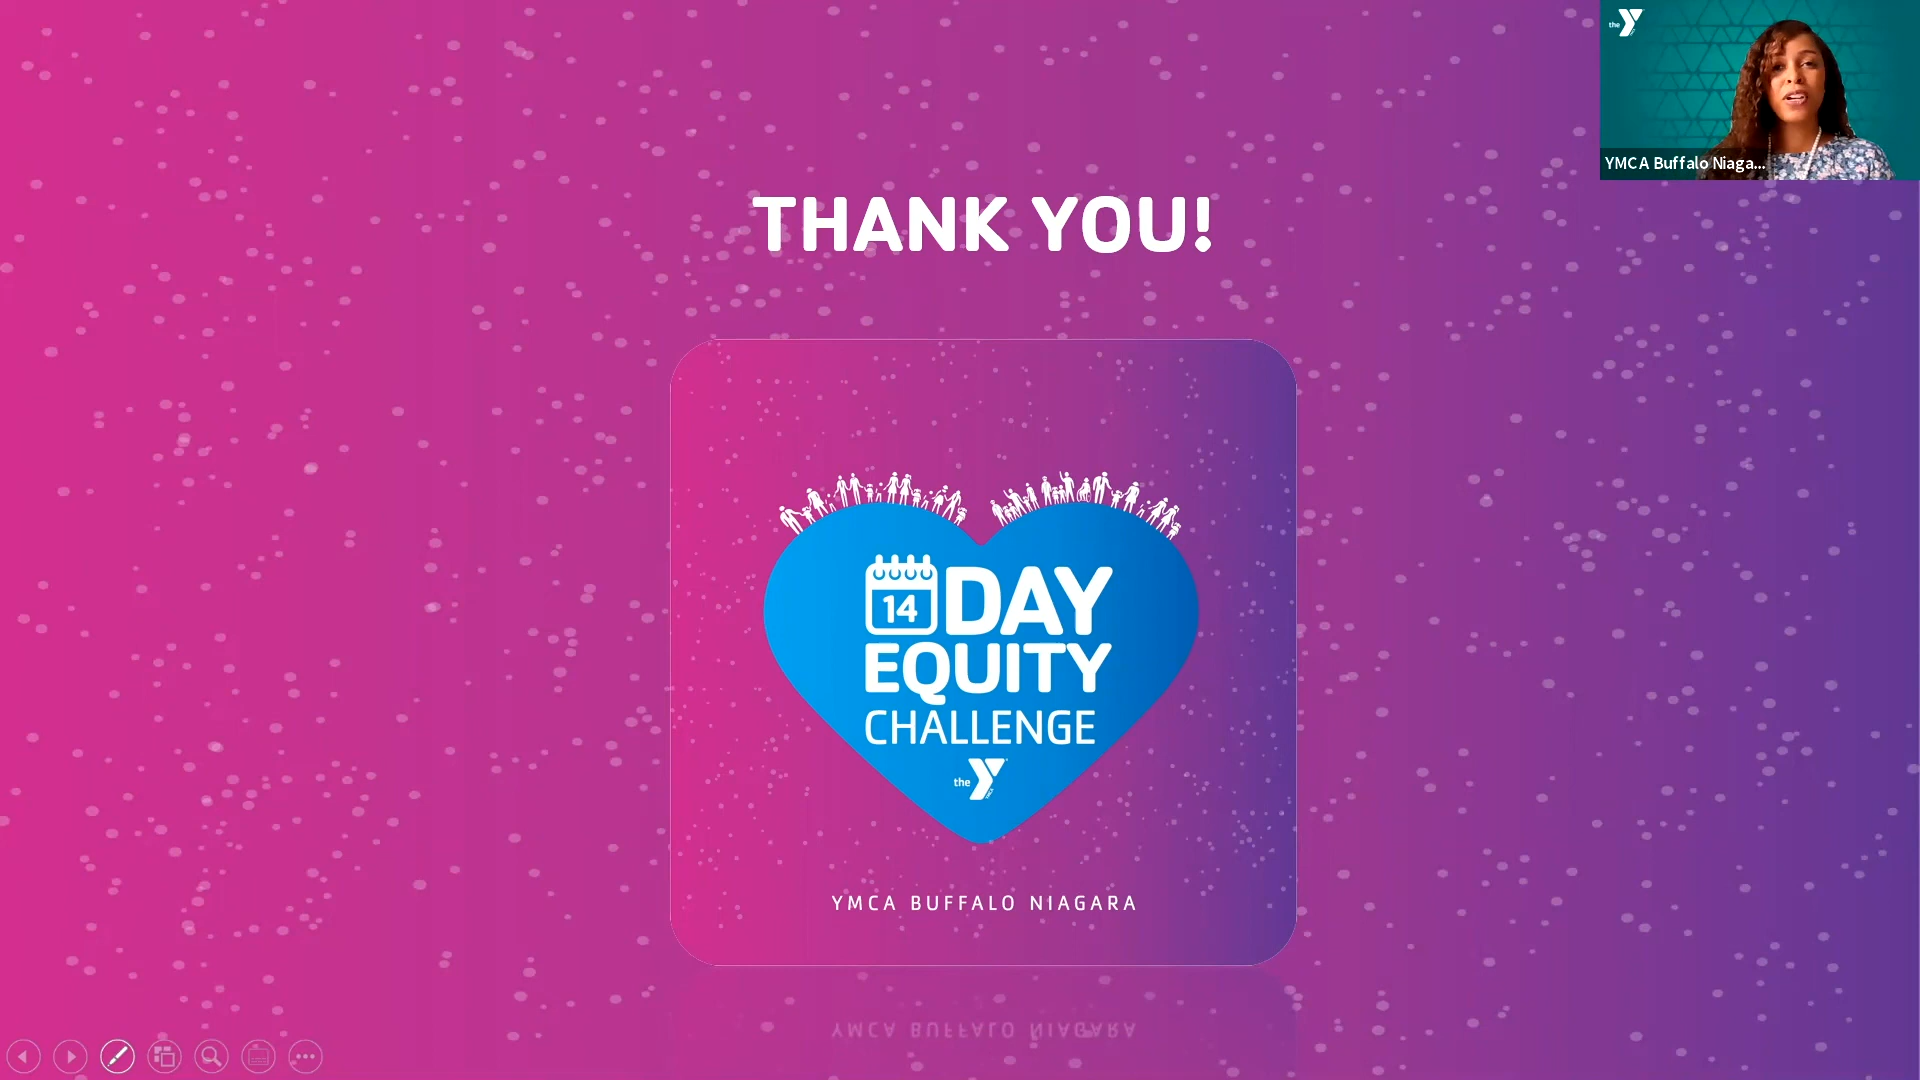 the Y
YMCA Buffalo Niaga...
THANK YOU!
14 DAY
EQUITY
CHALLENGE
the Y
YMCA BUFFALO NIAGARA